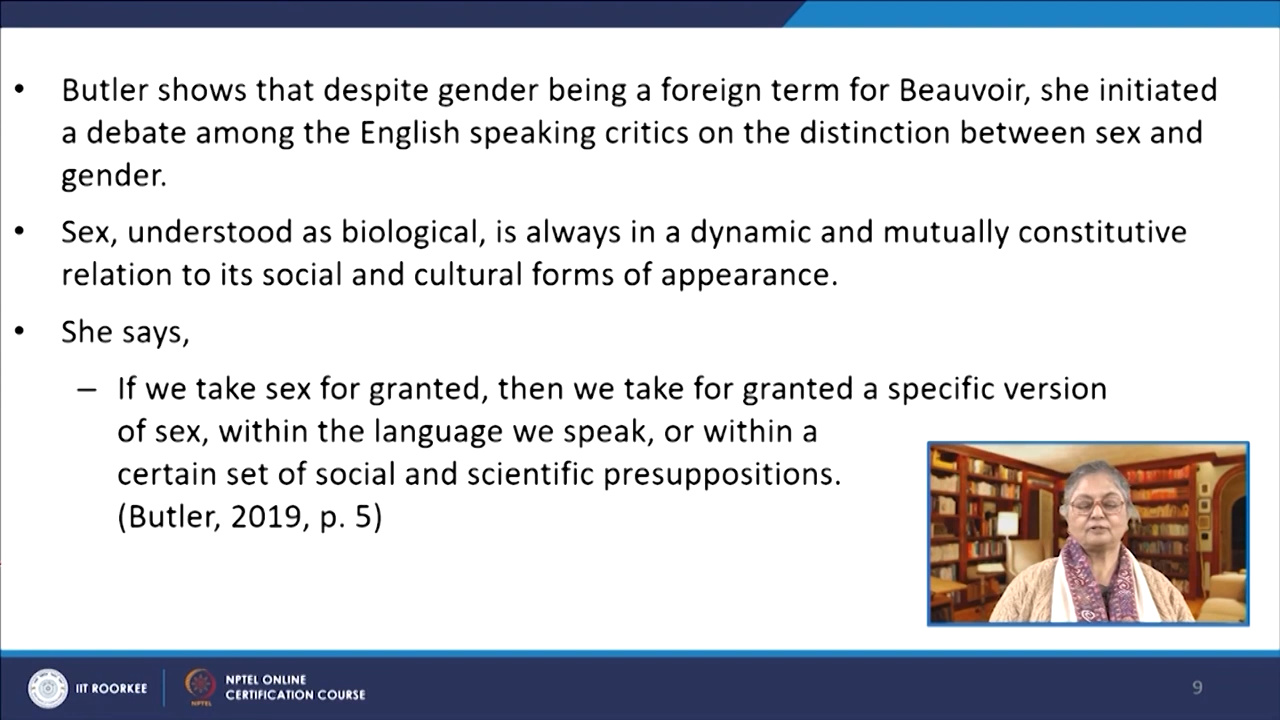 • Butler shows that despite gender being a foreign term for Beauvoir, she initiated
a debate among the English speaking critics on the distinction between sex and
gender.
• Sex, understood as biological, is always in a dynamic and mutually constitutive
relation to its social and cultural forms of appearance.
• She says,
– If we take sex for granted, then we take for granted a specific version
of sex, within the language we speak, or within a
certain set of social and scientific presuppositions.
(Butler, 2019, p. 5)
IIT ROORKEE
NPTEL
NPTEL ONLINE
CERTIFICATION COURSE
9